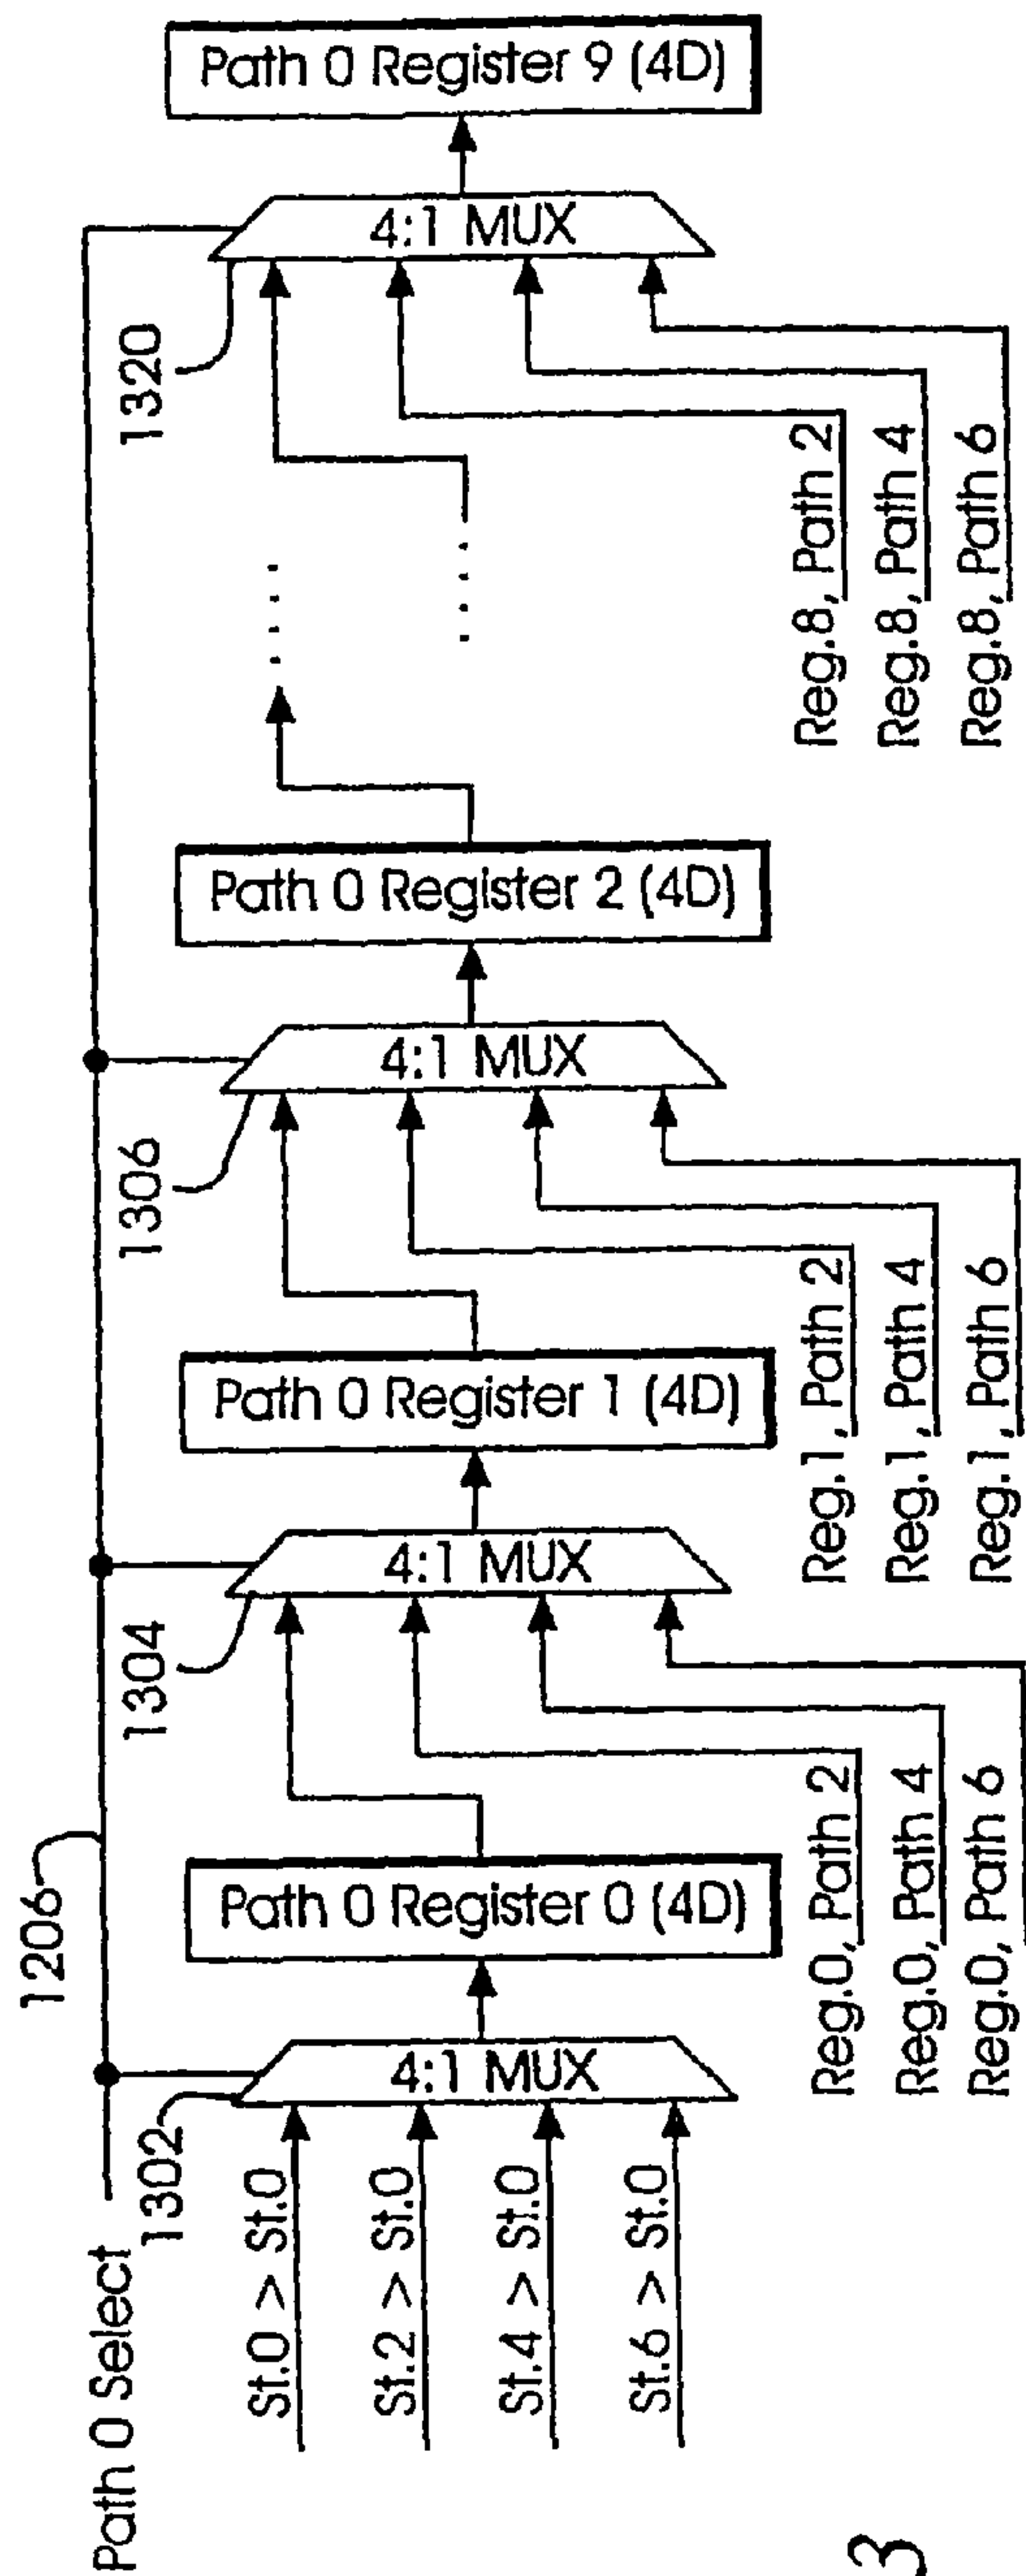 Path 0 Select
1206
1302
St.0 > St.0
St.2 > St.0
St.4 > St.0
St.6 > St.0
4:1 MUX
Path 0 Register 0 (4D)
Reg.0, Path 2
Reg.0, Path 4
Reg.0, Path 6
1304
4:1 MUX
Path 0 Register 1 (4D)
Reg.1, Path 2
Reg.1, Path 4
Reg.1, Path 6
1306
4:1 MUX
Path 0 Register 2 (4D)
. . . .
. . . .
Reg.8, Path 2
Reg.8, Path 4
Reg.8, Path 6
1320
4:1 MUX
Path 0 Register 9 (4D)
3